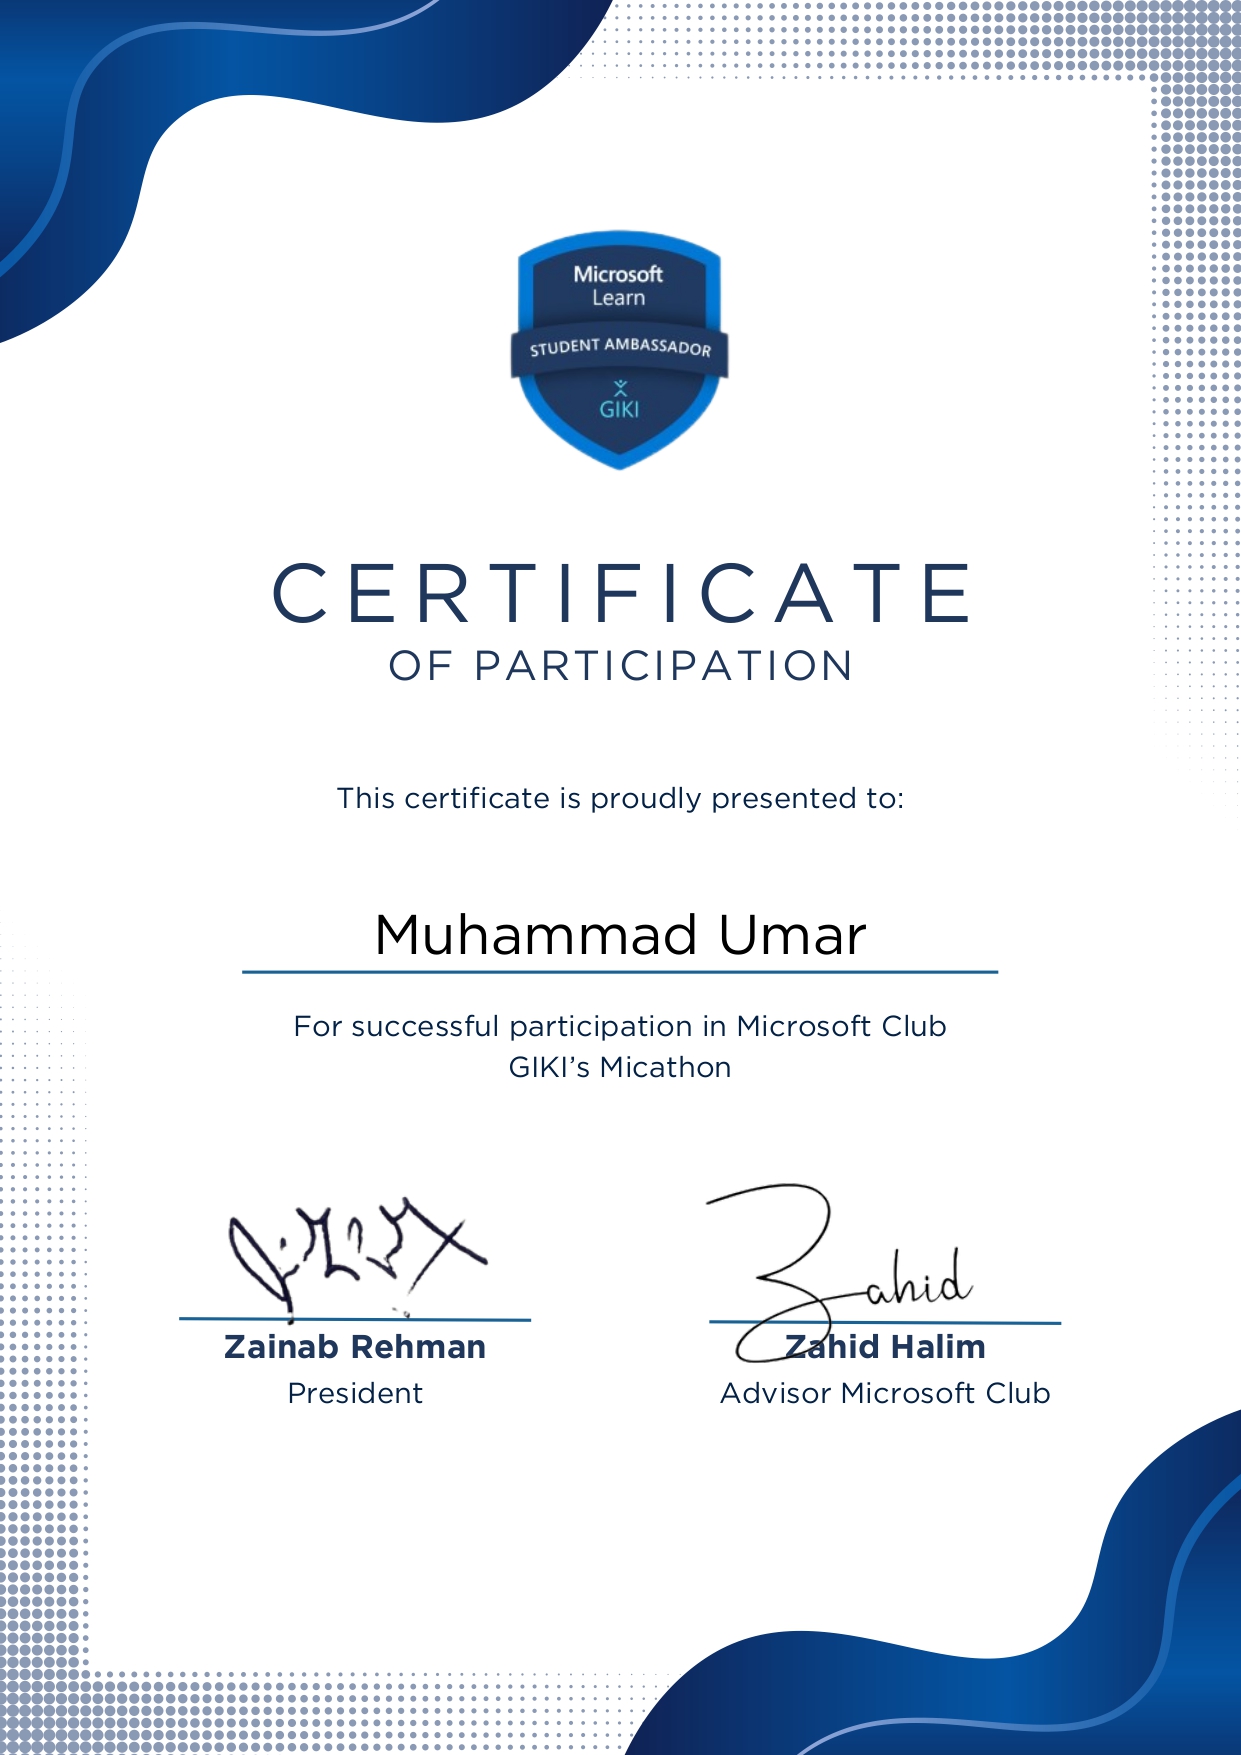 Microsoft
Learn
STUDENT AMBASSADOR
GIKI
CERTIFICATE
OF PARTICIPATION
This certificate is proudly presented to:
Muhammad Umar
For successful participation in Microsoft Club
GIKI’s Micathon
Zahid
Zainab Rehman
President
Zahid Halim
Advisor Microsoft Club